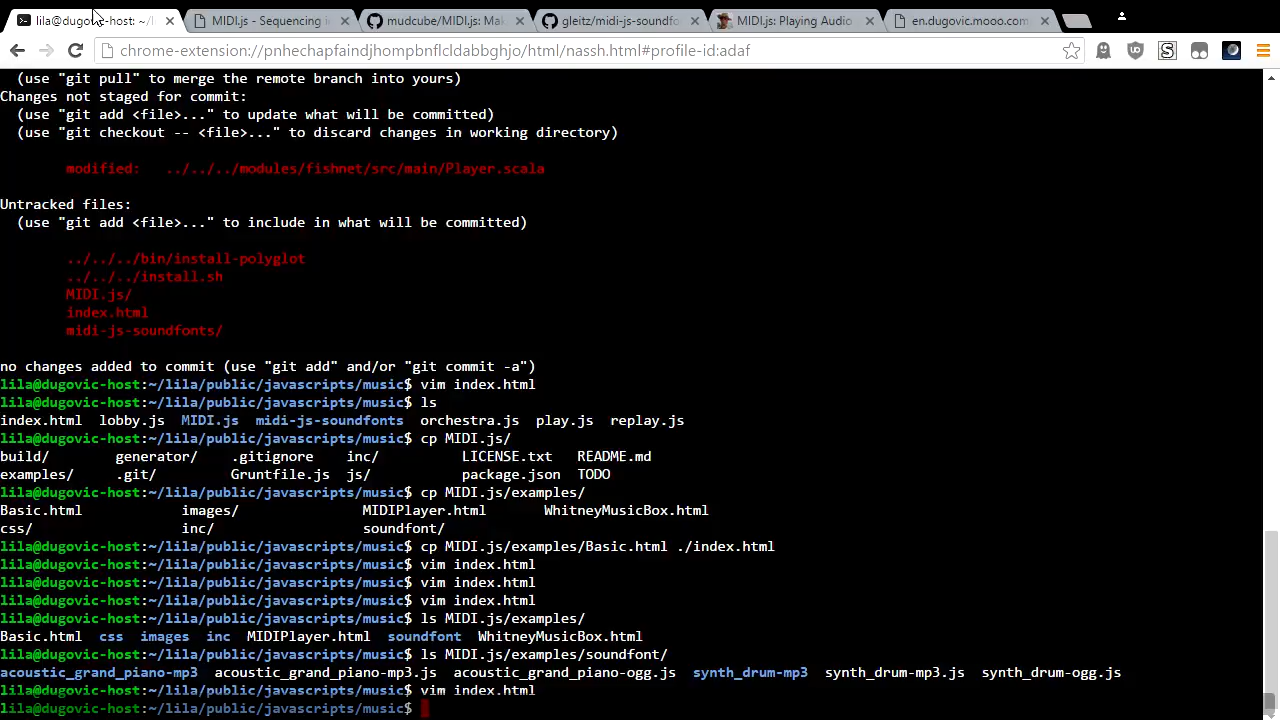 lila@dugovic-host: ~/l
MIDI.js - Sequencing i
mudcube/MIDI.js: Mak
gleitz/midi-js-soundfo
MIDI.js: Playing Audio
en.dugovic.mooo.com
chrome-extension://pnhechapfaindjhompbnflcldabbghjo/html/nassh.html#profile-id:adaf
(use "git pull" to merge the remote branch into yours)
Changes not staged for commit:
(use "git add <file>..." to update what will be committed)
(use "git checkout -- <file>..." to discard changes in working directory)
modified:   ../../../modules/fishnet/src/main/Player.scala
Untracked files:
(use "git add <file>..." to include in what will be committed)
../../../bin/install-polyglot
../../../install.sh
MIDI.js/
index.html
midi-js-soundfonts/
no changes added to commit (use "git add" and/or "git commit -a")
lila@dugovic-host:~/lila/public/javascripts/music$ vim index.html
lila@dugovic-host:~/lila/public/javascripts/music$ ls
index.html  lobby.js  MIDI.js  midi-js-soundfonts  orchestra.js  play.js  replay.js
lila@dugovic-host:~/lila/public/javascripts/music$ cp MIDI.js/
build/        generator/    .gitignore    inc/          LICENSE.txt   README.md
examples/     .git/         Gruntfile.js  js/           package.json  TODO
lila@dugovic-host:~/lila/public/javascripts/music$ cp MIDI.js/examples/
Basic.html            images/               MIDIPlayer.html       WhitneyMusicBox.html
css/                  inc/                  soundfont/
lila@dugovic-host:~/lila/public/javascripts/music$ cp MIDI.js/examples/Basic.html ./index.html
lila@dugovic-host:~/lila/public/javascripts/music$ vim index.html
lila@dugovic-host:~/lila/public/javascripts/music$ vim index.html
lila@dugovic-host:~/lila/public/javascripts/music$ vim index.html
lila@dugovic-host:~/lila/public/javascripts/music$ ls MIDI.js/examples/
Basic.html  css  images  inc  MIDIPlayer.html  soundfont  WhitneyMusicBox.html
lila@dugovic-host:~/lila/public/javascripts/music$ ls MIDI.js/examples/soundfont/
acoustic_grand_piano-mp3  acoustic_grand_piano-mp3.js  acoustic_grand_piano-ogg.js  synth_drum-mp3  synth_drum-mp3.js  synth_drum-ogg.js
lila@dugovic-host:~/lila/public/javascripts/music$ vim index.html
lila@dugovic-host:~/lila/public/javascripts/music$